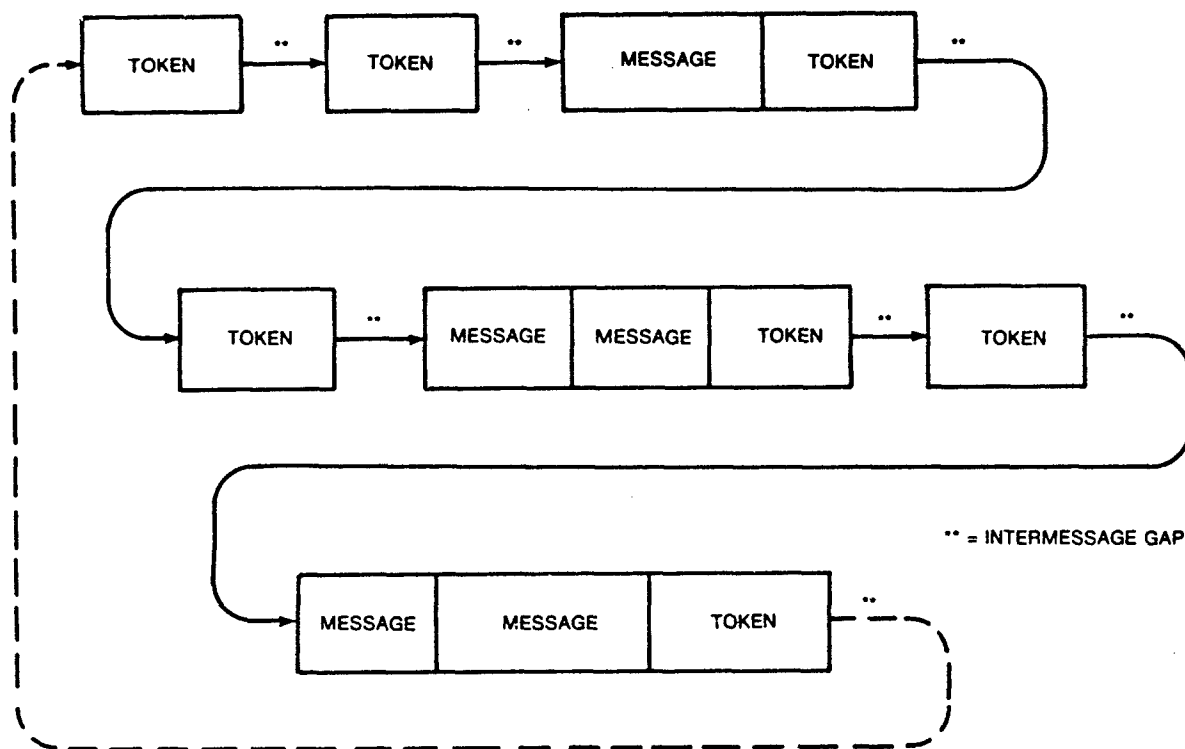 TOKEN •• TOKEN •• MESSAGE TOKEN ••
TOKEN •• MESSAGE MESSAGE TOKEN •• TOKEN ••
•• = INTERMESSAGE GAP
MESSAGE MESSAGE TOKEN ••